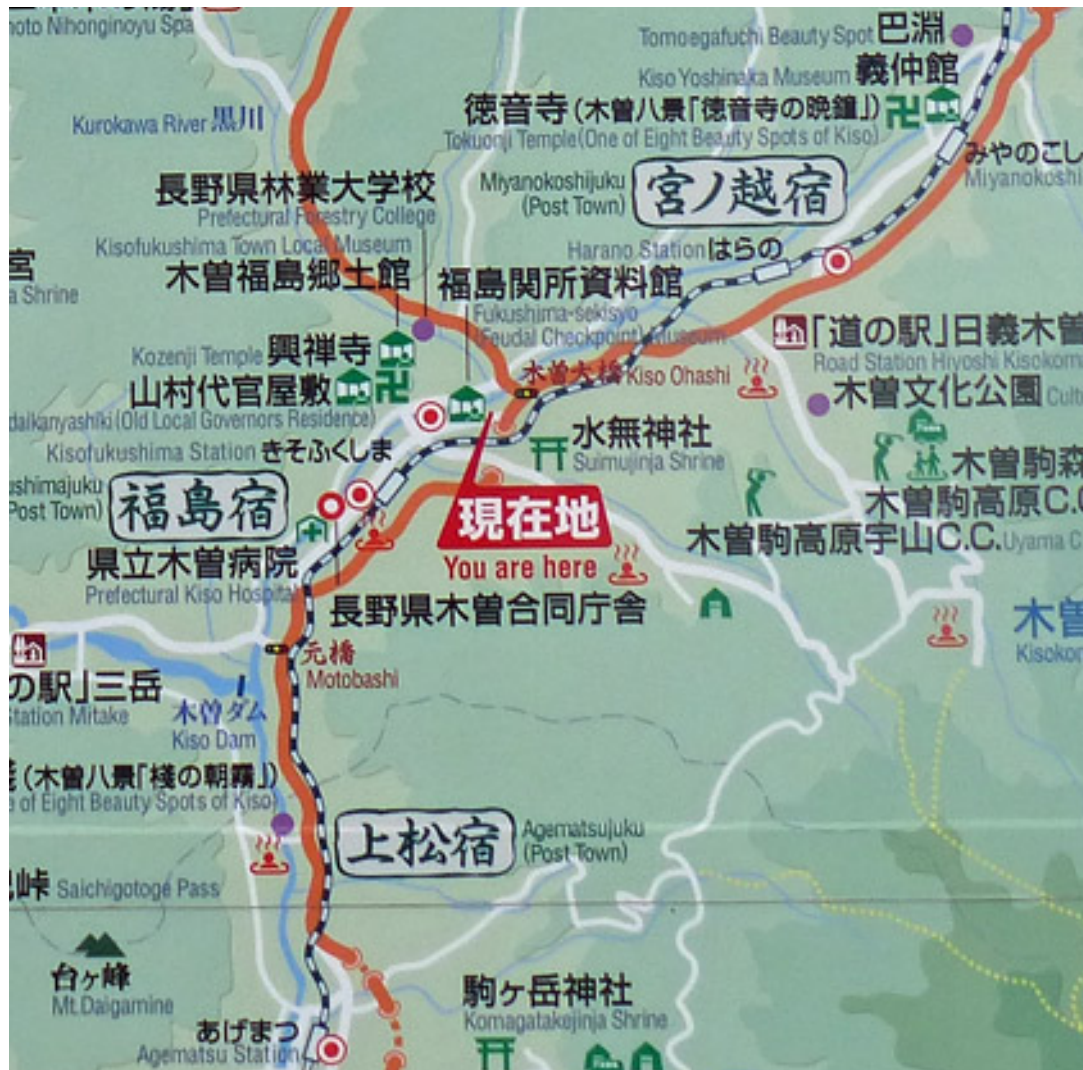 noto Nihonginoyu Spa
Tomoegafuchi Beauty Spot 巴淵
Kiso Yoshinaka Museum 義仲館
徳音寺(木曽八景「徳音寺の晩鐘」)
Tokuonji Temple(One of Eight Beauty Spots of Kiso)
Kurokawa River 黒川
みやのこし
Miyanokoshi
長野県林業大学校
Prefectural Forestry College
Miyanokoshijuku
(Post Town)
宮ノ越宿
Kisofukushima Town Local Museum
木曽福島郷土館
Harano Station はらの
宮
a Shrine
福島関所資料館
Fukushima-sekisyo
(Feudal Checkpoint) Museum
「道の駅」日義木曽
Road Station Hiyoshi Kisokom
Kozenji Temple 興禅寺
木曽大橋 Kiso Ohashi
山村代官屋敷
daikanyashiki(Old Local Governors Residence)
木曽文化公園 Cult
Kisofukushima Station きそふくしま
水無神社
Suimujinja Shrine
木曽駒森
ushimajuku
Post Town)
福島宿
現在地
You are here
木曽駒高原C.C
木曽駒高原宇山C.C. Uyama C
県立木曽病院
Prefectural Kiso Hospital
長野県木曽合同庁舎
木曽
Kisokom
元橋
Motobashi
の駅」三岳
Station Mitake
木曽ダム
Kiso Dam
(木曽八景「棧の朝霧」)
e of Eight Beauty Spots of Kiso)
上松宿
Agematsujuku
(Post Town)
峠 Saichigotoge Pass
台ヶ峰
Mt.Daigamine
駒ヶ岳神社
Komagatakejinja Shrine
あげまつ
Agematsu Station